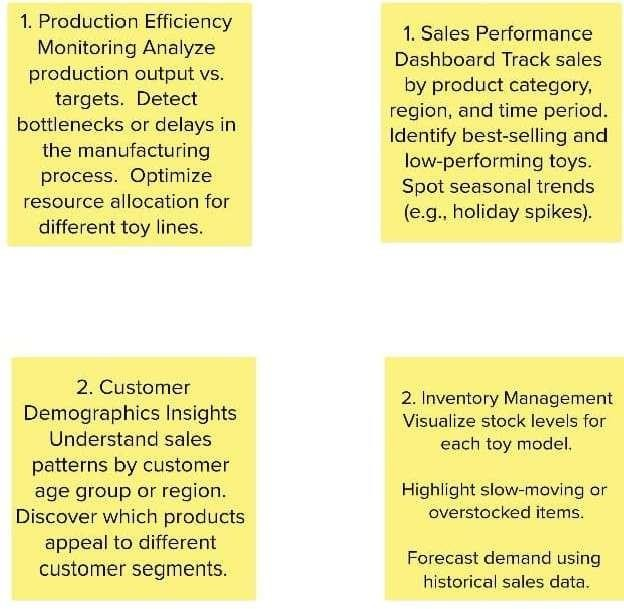 1. Production Efficiency
Monitoring Analyze
production output vs.
targets.  Detect
bottlenecks or delays in
the manufacturing
process.  Optimize
resource allocation for
different toy lines.
1. Sales Performance
Dashboard Track sales
by product category,
region, and time period.
Identify best-selling and
low-performing toys.
Spot seasonal trends
(e.g., holiday spikes).
2. Customer
Demographics Insights
Understand sales
patterns by customer
age group or region.
Discover which products
appeal to different
customer segments.
2. Inventory Management
Visualize stock levels for
each toy model.
Highlight slow-moving or
overstocked items.
Forecast demand using
historical sales data.